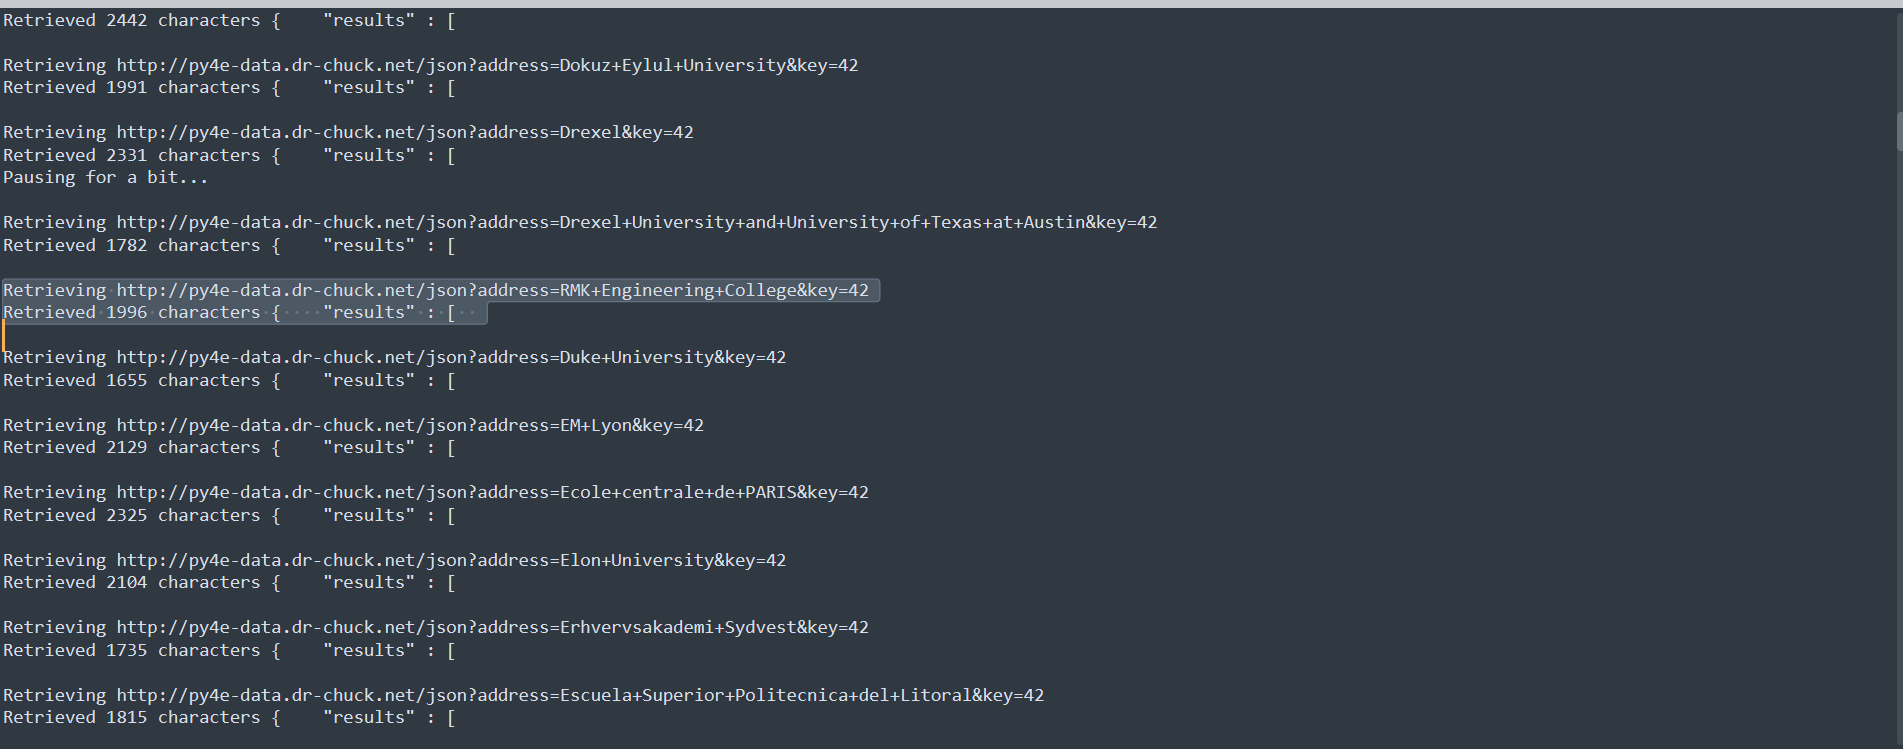 Retrieved 2442 characters {    "results" : [
Retrieving http://py4e-data.dr-chuck.net/json?address=Dokuz+Eylul+University&key=42
Retrieved 1991 characters {    "results" : [
Retrieving http://py4e-data.dr-chuck.net/json?address=Drexel&key=42
Retrieved 2331 characters {    "results" : [
Pausing for a bit...
Retrieving http://py4e-data.dr-chuck.net/json?address=Drexel+University+and+University+of+Texas+at+Austin&key=42
Retrieved 1782 characters {    "results" : [
Retrieving http://py4e-data.dr-chuck.net/json?address=RMK+Engineering+College&key=42
Retrieved 1996 characters {    "results" : [
Retrieving http://py4e-data.dr-chuck.net/json?address=Duke+University&key=42
Retrieved 1655 characters {    "results" : [
Retrieving http://py4e-data.dr-chuck.net/json?address=EM+Lyon&key=42
Retrieved 2129 characters {    "results" : [
Retrieving http://py4e-data.dr-chuck.net/json?address=Ecole+centrale+de+PARIS&key=42
Retrieved 2325 characters {    "results" : [
Retrieving http://py4e-data.dr-chuck.net/json?address=Elon+University&key=42
Retrieved 2104 characters {    "results" : [
Retrieving http://py4e-data.dr-chuck.net/json?address=Erhvervsakademi+Sydvest&key=42
Retrieved 1735 characters {    "results" : [
Retrieving http://py4e-data.dr-chuck.net/json?address=Escuela+Superior+Politecnica+del+Litoral&key=42
Retrieved 1815 characters {    "results" : [